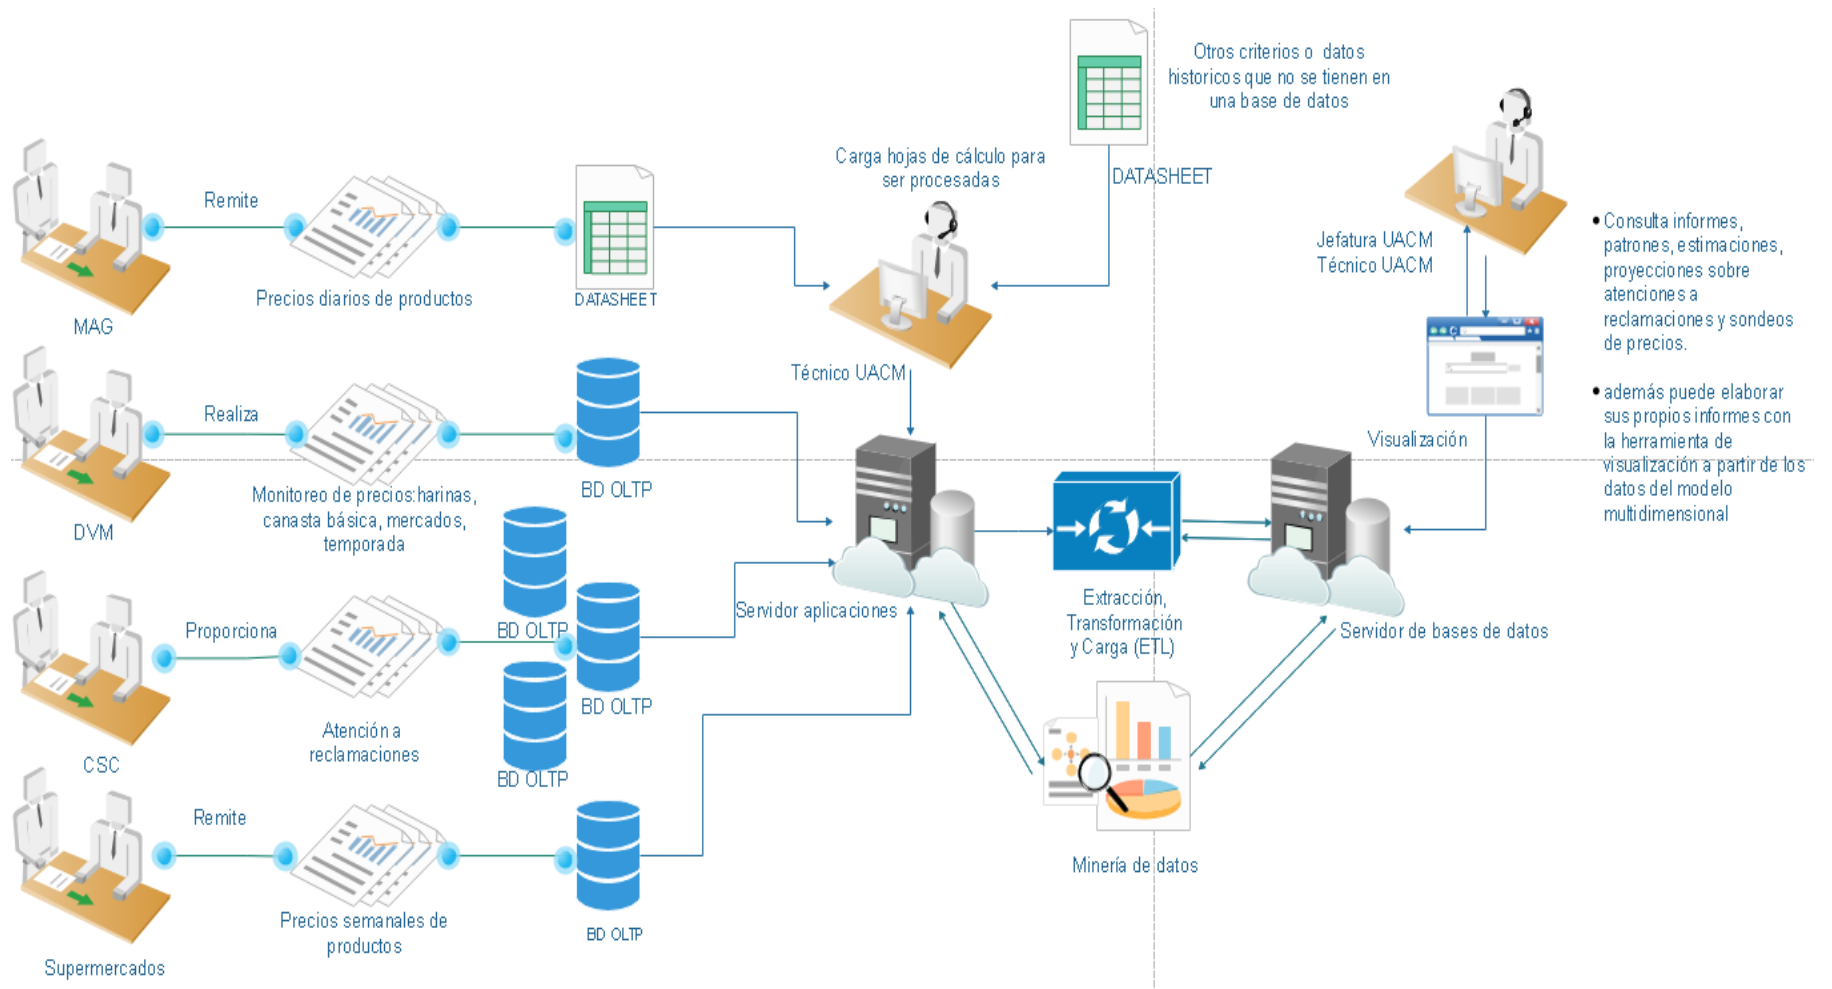 Otros criterios o datos
historicos que no se tienen en
una base de datos
DATASHEET
Carga hojas de cálculo para
ser procesadas
Técnico UACM
Remite
Precios diarios de productos
DATASHEET
MAG
Realiza
Monitoreo de precios:harinas,
canasta básica, mercados,
temporada
BD OLTP
DVM
Proporciona
Atención a
reclamaciones
BD OLTP
BD OLTP
BD OLTP
CSC
Remite
Precios semanales de
productos
BD OLTP
Supermercados
Servidor aplicaciones
Extracción,
Transformación
y Carga (ETL)
Servidor de bases de datos
Minería de datos
Jefatura UACM
Técnico UACM
Visualización
• Consulta informes,
patrones, estimaciones,
proyecciones sobre
atenciones a
reclamaciones y sondeos
de precios.
• además puede elaborar
sus propios informes con
la herramienta de
visualización a partir de los
datos del modelo
multidimensional